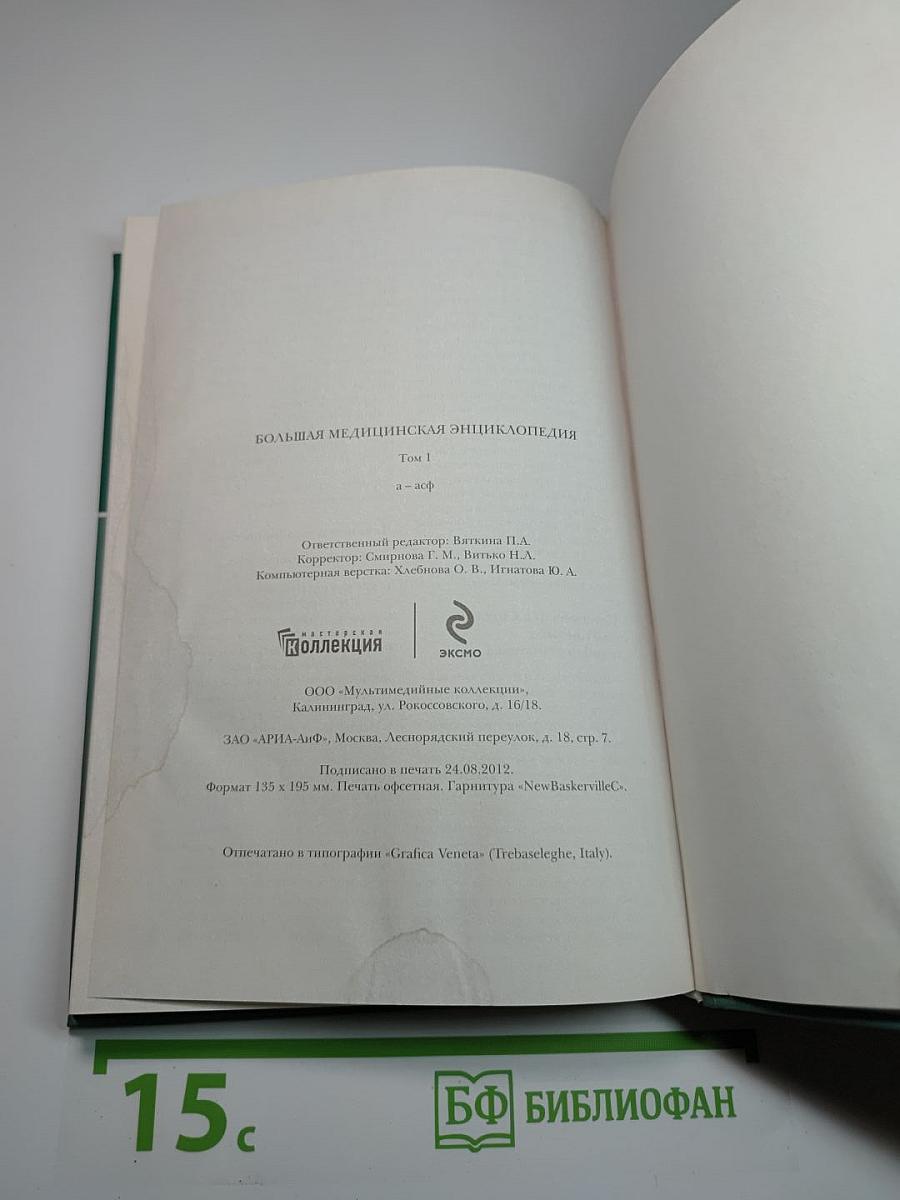 БОЛЬШАЯ МЕДИЦИНСКАЯ ЭНЦИКЛОПЕДИЯ
Том 1
а – асф
Ответственный редактор: Вяткина П.А.
Корректор: Смирнова Г. М., Витько Н.А.
Компьютерная верстка: Хлебнова О. В., Игнатова Ю. А.
мастерская
Коллекция
ЭКСМО
ООО «Мультимедийные коллекции»,
Калининград, ул. Рокоссовского, д. 16/18.
ЗАО «АРИА-АиФ», Москва, Леснорядский переулок, д. 18, стр. 7.
Подписано в печать 24.08.2012.
Формат 135 x 195 мм. Печать офсетная. Гарнитура «NewBaskervilleC».
Отпечатано в типографии «Grafica Veneta» (Trebaseleghe, Italy).
15 с
БФ БИБЛИОФАН